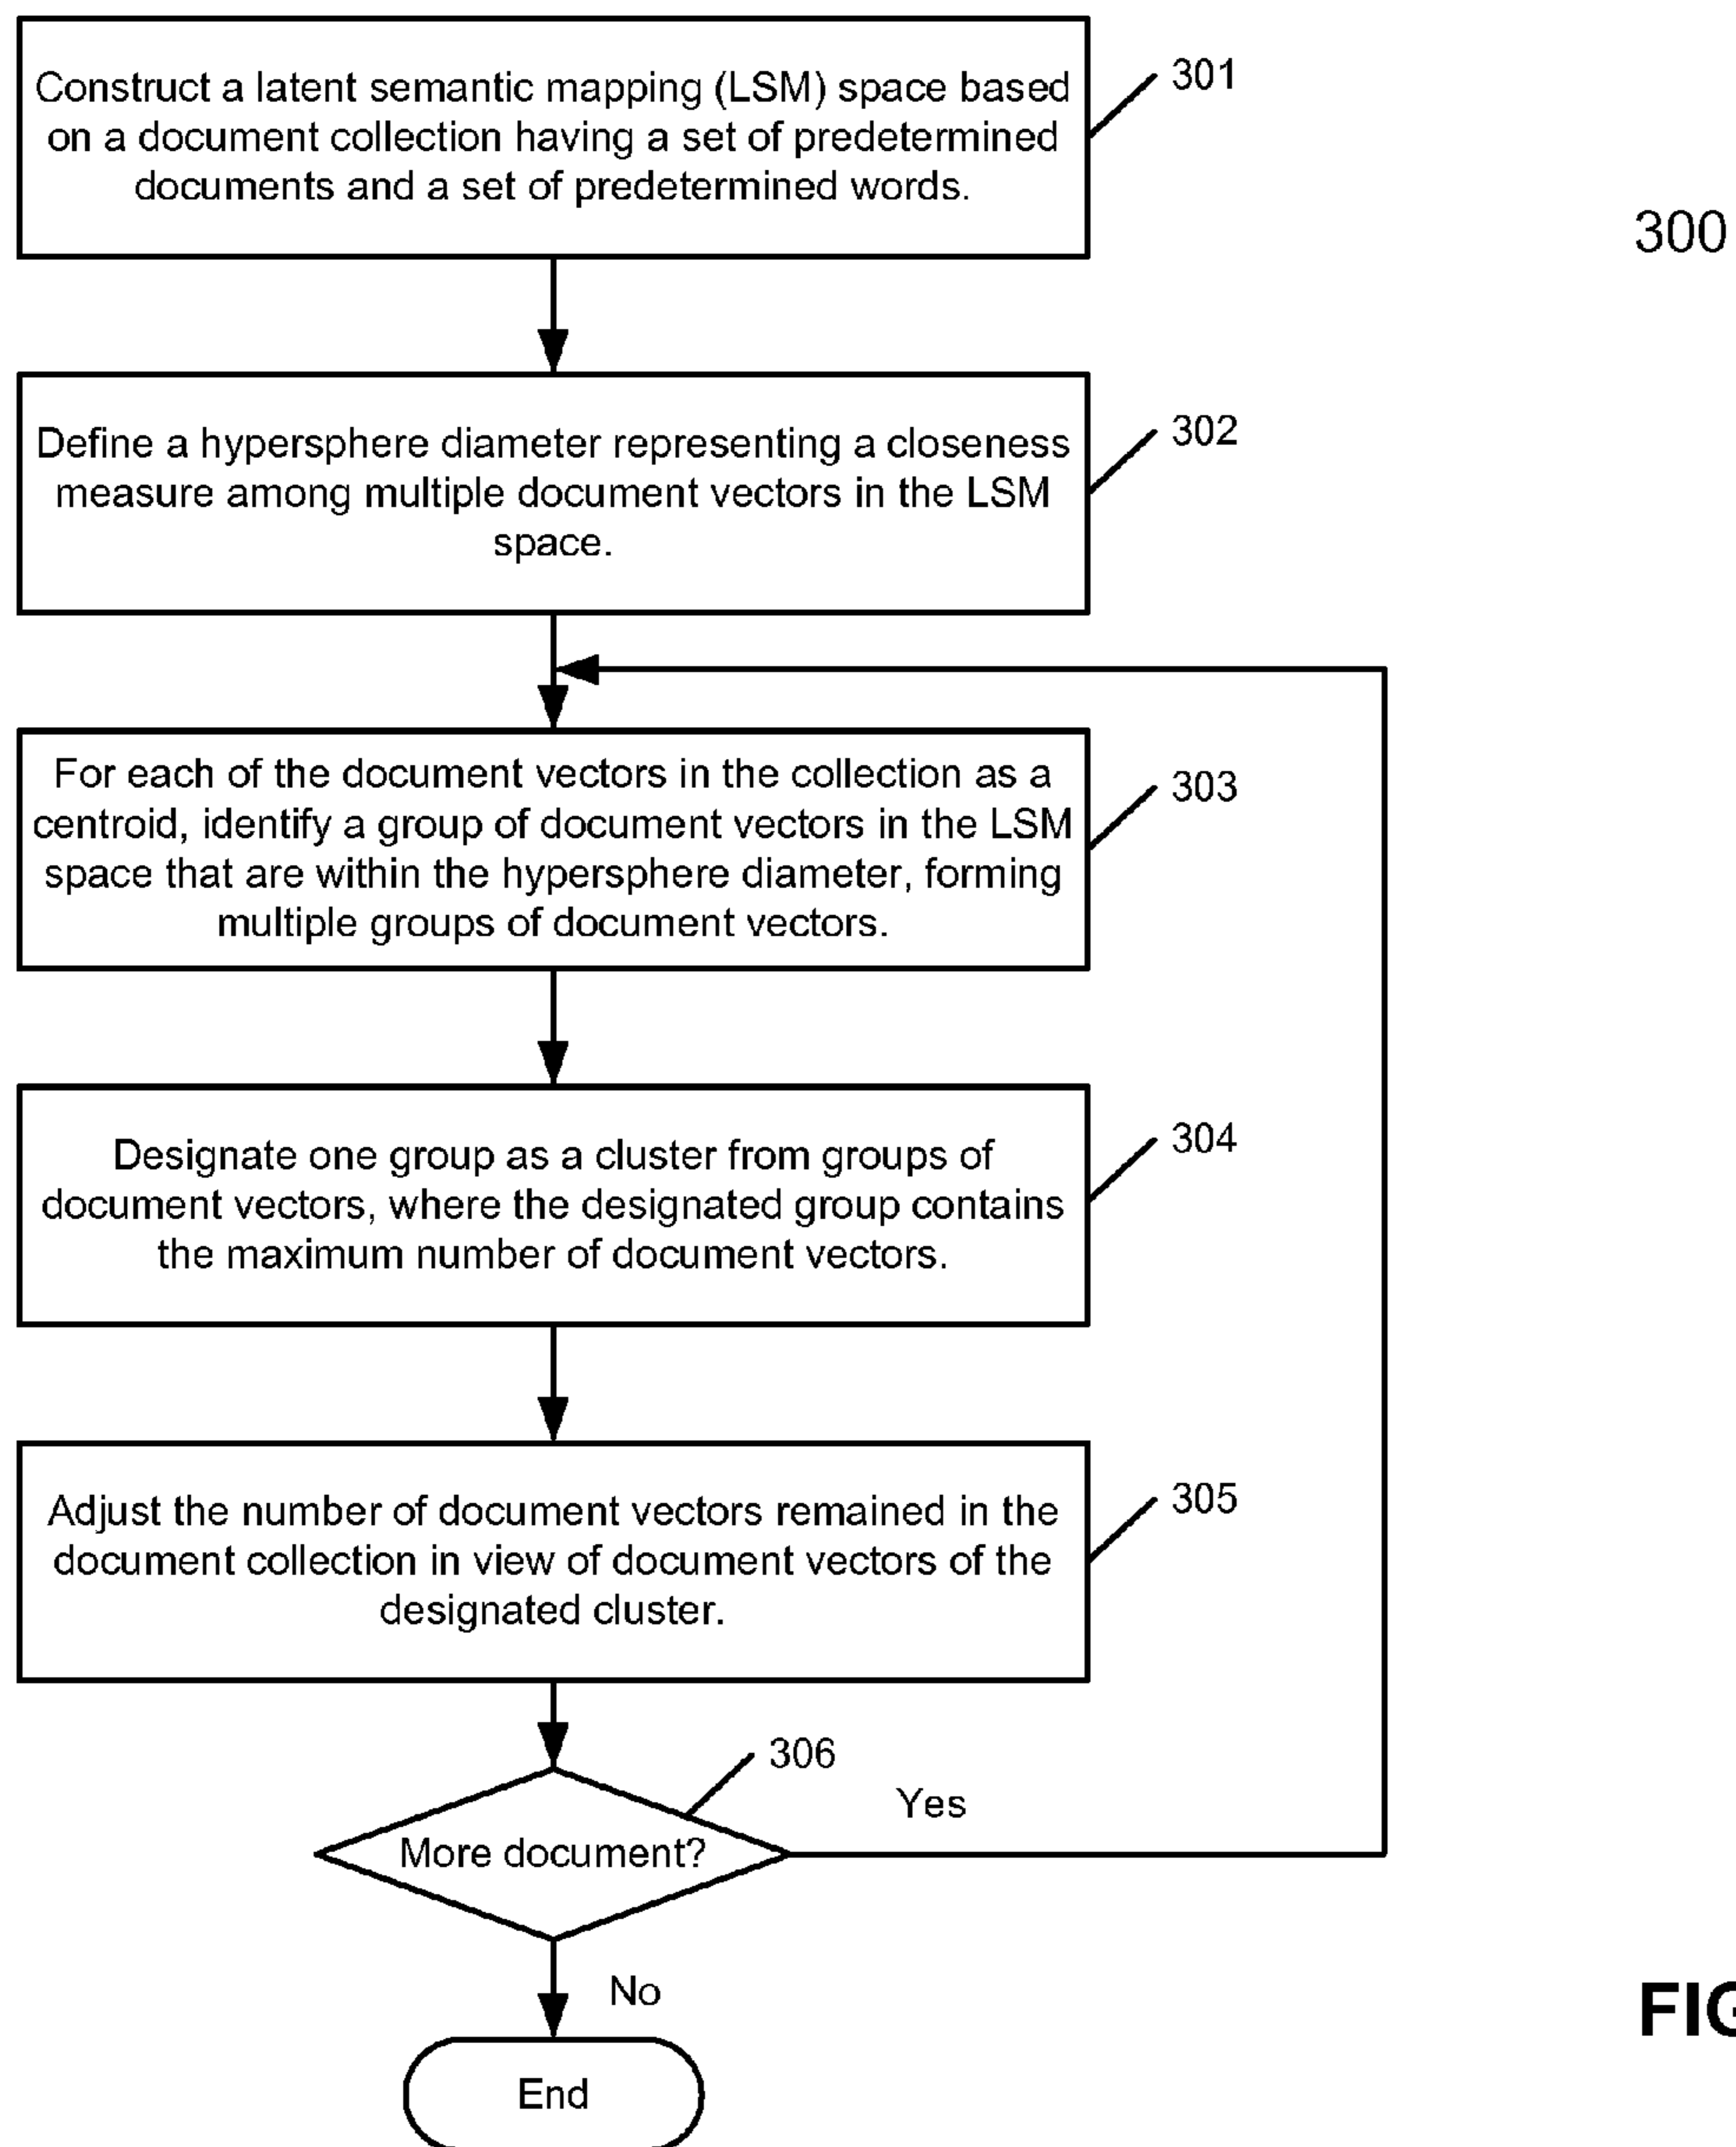 Construct a latent semantic mapping (LSM) space based
on a document collection having a set of predetermined
documents and a set of predetermined words.
301
300
Define a hypersphere diameter representing a closeness
measure among multiple document vectors in the LSM
space.
302
For each of the document vectors in the collection as a
centroid, identify a group of document vectors in the LSM
space that are within the hypersphere diameter, forming
multiple groups of document vectors.
303
Designate one group as a cluster from groups of
document vectors, where the designated group contains
the maximum number of document vectors.
304
Adjust the number of document vectors remained in the
document collection in view of document vectors of the
designated cluster.
305
306
Yes
More document?
No
FIG
End